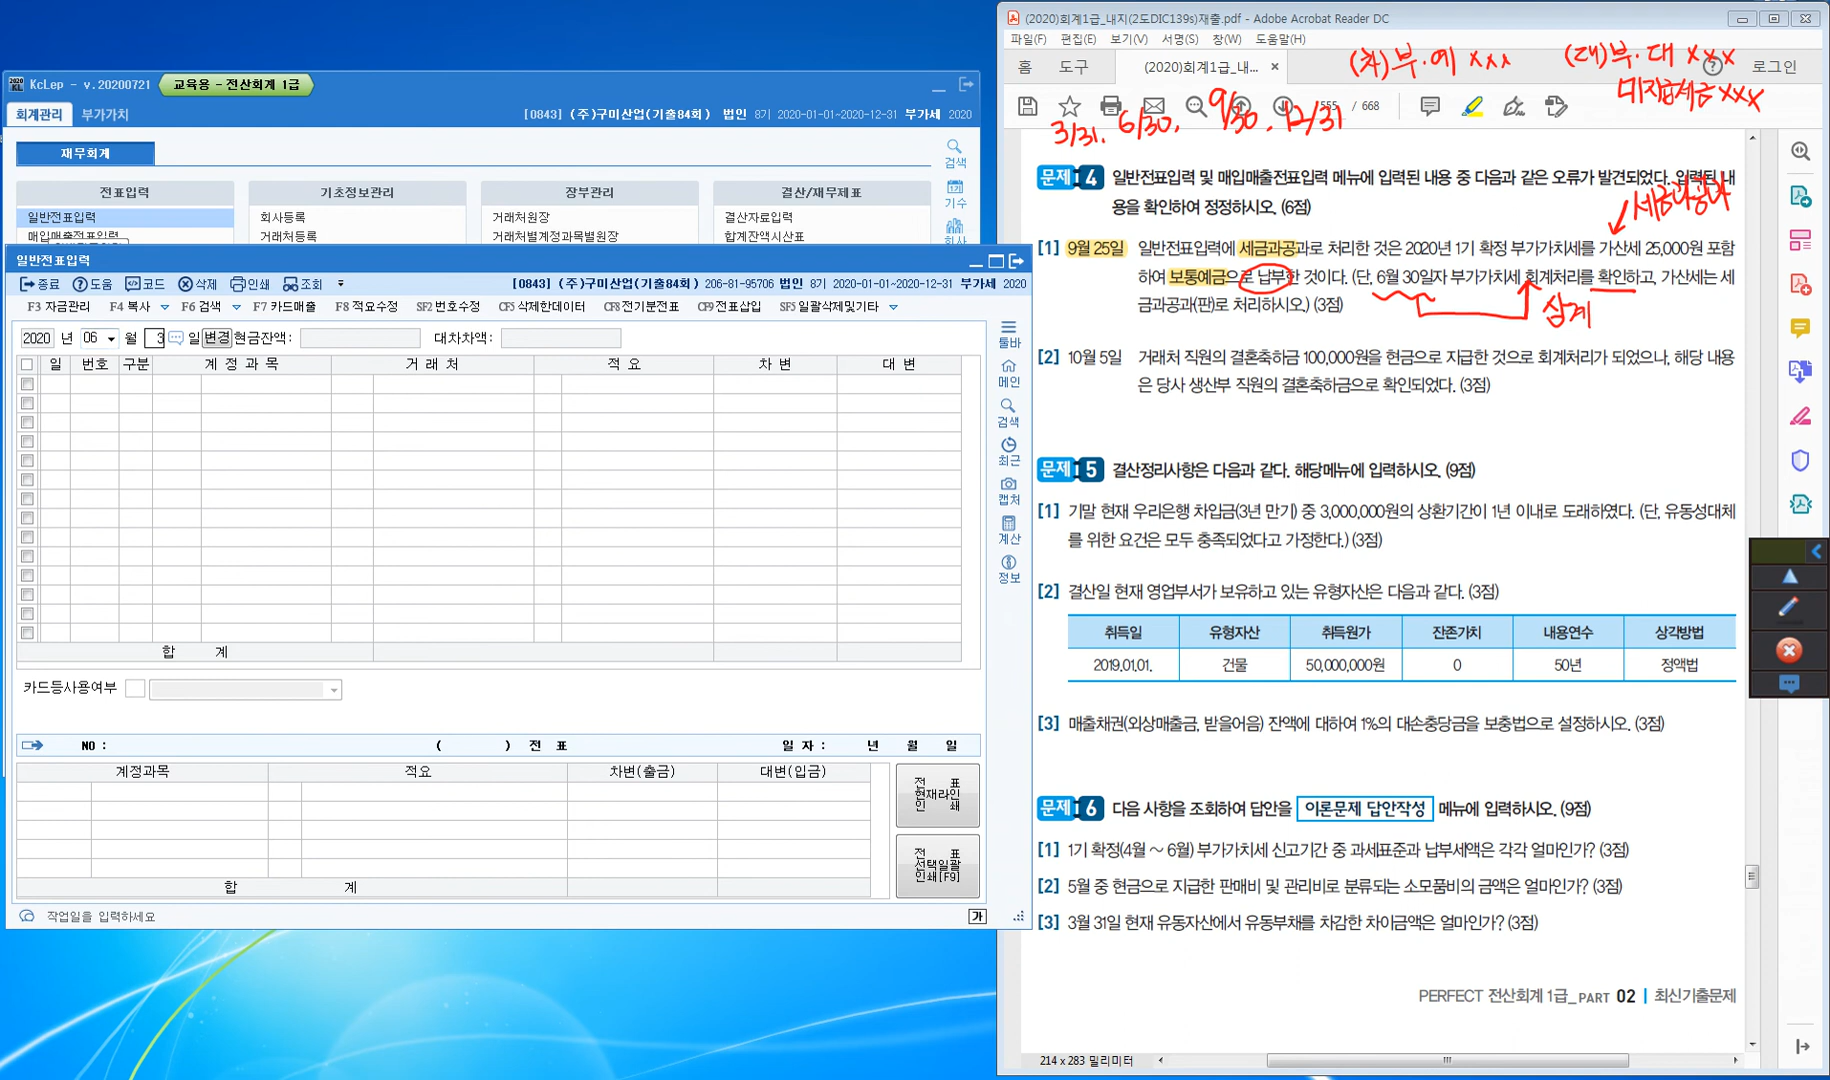 KcLep - v.20200721 교육용 - 전산회계 1급
회계관리 부가가치
[0843] (주)구미산업(기출84회) 법인 8기 2020-01-01~2020-12-31 부가세 2020
재무회계
검색
기수
회사
전표입력 기초정보관리 장부관리 결산/재무제표
일반전표입력 회사등록 거래처원장 결산자료입력
매입매출전표입력 거래처등록 거래처별계정과목별원장 합계잔액시산표
일반전표입력
종료 도움 코드 삭제 인쇄 조회
[0843] (주)구미산업(기출84회) 206-81-95706 법인 8기 2020-01-01~2020-12-31 부가세 2020
F3 자금관리 F4 복사 F6 검색 F7 카드매출 F8 적요수정 SF2 번호수정 CF5 삭제한데이터 CF8 전기분전표 CF9 전표삽입 SF5 일괄삭제및기타
2020 년 06 월 3 일 변경 현금잔액: 대차차액:
일 번호 구분 계 정 과 목 거 래 처 적 요 차 변 대 변
합 계
툴바
메인
검색
최근
캡처
계산
정보
카드등사용여부
NO : ( ) 전 표 일 자 : 년 월 일
계정과목 적요 차변(출금) 대변(입금)
전 표
현재라인
인 쇄
전 표
선택일괄
인쇄[F9]
합 계
작업일을 입력하세요
가
(2020)회계1급_내지(2도DIC139s)재출.pdf - Adobe Acrobat Reader DC
파일(F) 편집(E) 보기(V) 서명(S) 창(W) 도움말(H)
홈 도구 (2020)회계1급_내... × 로그인
(차)부·예 xxx (대)부·대 xxx
미지급세금 xxx
555 / 668
3/31, 6/30, 9/30, 12/31
문제 4 일반전표입력 및 매입매출전표입력 메뉴에 입력된 내용 중 다음과 같은 오류가 발견되었다. 입력된 내
용을 확인하여 정정하시오. (6점)
세금과공과
[1] 9월 25일 일반전표입력에 세금과공과로 처리한 것은 2020년 1기 확정 부가가치세를 가산세 25,000원 포함
하여 보통예금으로 납부한 것이다. (단, 6월 30일자 부가가치세 회계처리를 확인하고, 가산세는 세
금과공과(판)로 처리하시오.) (3점)
상계
[2] 10월 5일 거래처 직원의 결혼축하금 100,000원을 현금으로 지급한 것으로 회계처리가 되었으나, 해당 내용
은 당사 생산부 직원의 결혼축하금으로 확인되었다. (3점)
문제 5 결산정리사항은 다음과 같다. 해당메뉴에 입력하시오. (9점)
[1] 기말 현재 우리은행 차입금(3년 만기) 중 3,000,000원의 상환기간이 1년 이내로 도래하였다. (단, 유동성대체
를 위한 요건은 모두 충족되었다고 가정한다.) (3점)
[2] 결산일 현재 영업부서가 보유하고 있는 유형자산은 다음과 같다. (3점)
취득일 유형자산 취득원가 잔존가치 내용연수 상각방법
2019.01.01. 건물 50,000,000원 0 50년 정액법
[3] 매출채권(외상매출금, 받을어음) 잔액에 대하여 1%의 대손충당금을 보충법으로 설정하시오. (3점)
문제 6 다음 사항을 조회하여 답안을 이론문제 답안작성 메뉴에 입력하시오. (9점)
[1] 1기 확정(4월 ~ 6월) 부가가치세 신고기간 중 과세표준과 납부세액은 각각 얼마인가? (3점)
[2] 5월 중 현금으로 지급한 판매비 및 관리비로 분류되는 소모품비의 금액은 얼마인가? (3점)
[3] 3월 31일 현재 유동자산에서 유동부채를 차감한 차이금액은 얼마인가? (3점)
PERFECT 전산회계 1급_PART 02 | 최신기출문제
214 x 283 밀리미터